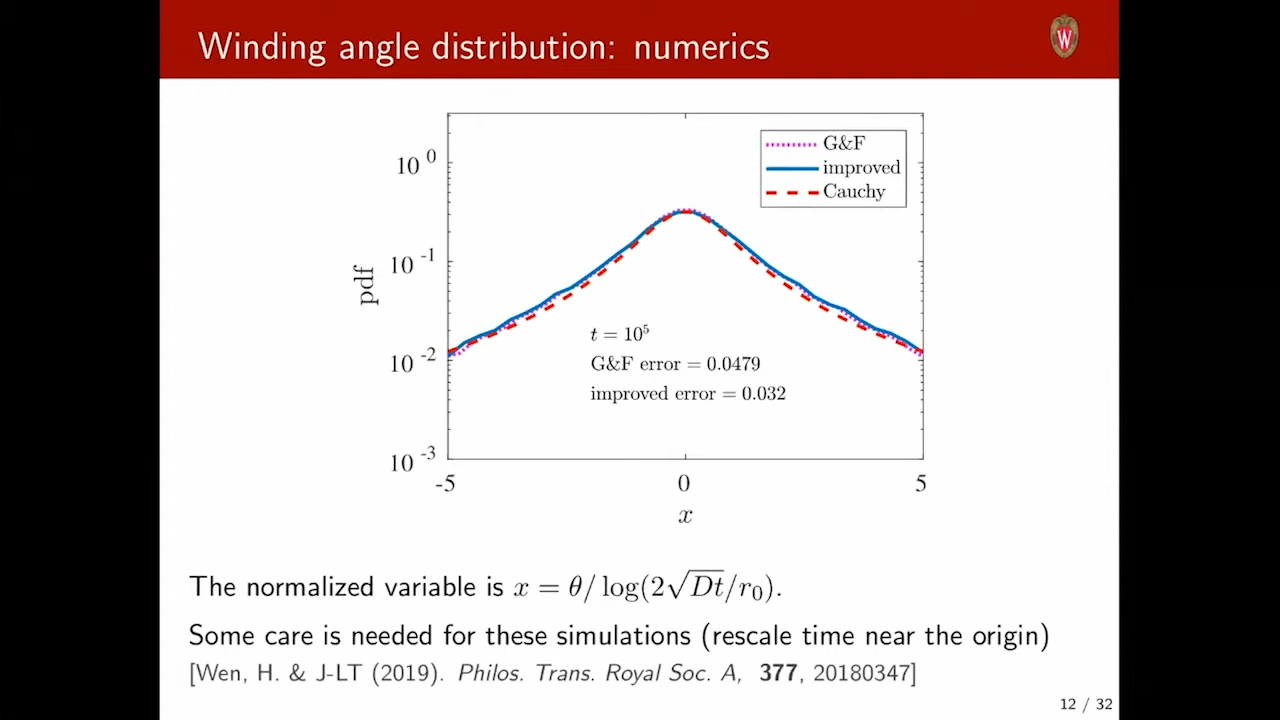 Winding angle distribution: numerics
W
10^0
10^-1
10^-2
10^-3
pdf
-5
0
5
x
G&F
improved
Cauchy
t = 10^5
G&F error = 0.0479
improved error = 0.032
The normalized variable is x = θ/ log(2√Dt/r₀).
Some care is needed for these simulations (rescale time near the origin)
[Wen, H. & J-LT (2019). Philos. Trans. Royal Soc. A, 377, 20180347]
12 / 32